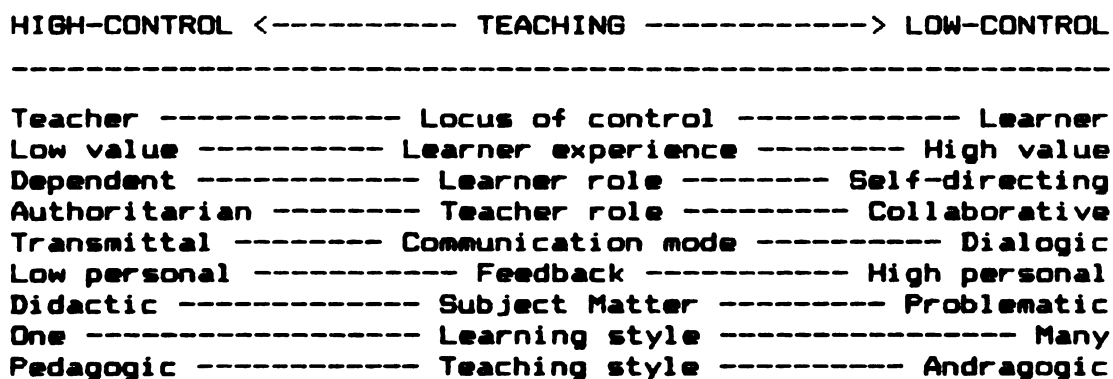 HIGH-CONTROL <---------- TEACHING ------------> LOW-CONTROL
-----------------------------------------------------------
Teacher ------------- Locus of control ------------ Learner
Low value ---------- Learner experience -------- High value
Dependent ------------ Learner role -------- Self-directing
Authoritarian -------- Teacher role --------- Collaborative
Transmittal -------- Communication mode ---------- Dialogic
Low personal ----------- Feedback ----------- High personal
Didactic ------------- Subject Matter --------- Problematic
One ------------------ Learning style ---------------- Many
Pedagogic ------------ Teaching style ---------- Andragogic